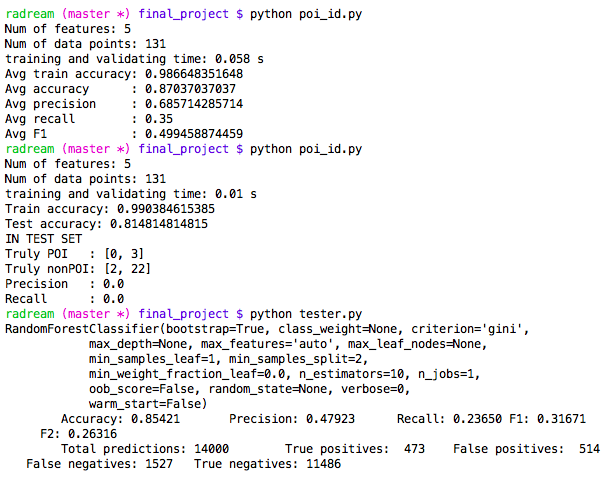 radream (master *) final_project $ python poi_id.py
Num of features: 5
Num of data points: 131
training and validating time: 0.058 s
Avg train accuracy: 0.986648351648
Avg accuracy      : 0.87037037037
Avg precision     : 0.685714285714
Avg recall        : 0.35
Avg F1            : 0.499458874459
radream (master *) final_project $ python poi_id.py
Num of features: 5
Num of data points: 131
training and validating time: 0.01 s
Train accuracy: 0.990384615385
Test accuracy: 0.814814814815
IN TEST SET
Truly POI   : [0, 3]
Truly nonPOI: [2, 22]
Precision   : 0.0
Recall      : 0.0
radream (master *) final_project $ python tester.py
RandomForestClassifier(bootstrap=True, class_weight=None, criterion='gini',
            max_depth=None, max_features='auto', max_leaf_nodes=None,
            min_samples_leaf=1, min_samples_split=2,
            min_weight_fraction_leaf=0.0, n_estimators=10, n_jobs=1,
            oob_score=False, random_state=None, verbose=0,
            warm_start=False)
        Accuracy: 0.85421       Precision: 0.47923      Recall: 0.23650 F1: 0.31671
     F2: 0.26316
        Total predictions: 14000        True positives:  473    False positives:  514
   False negatives: 1527   True negatives: 11486